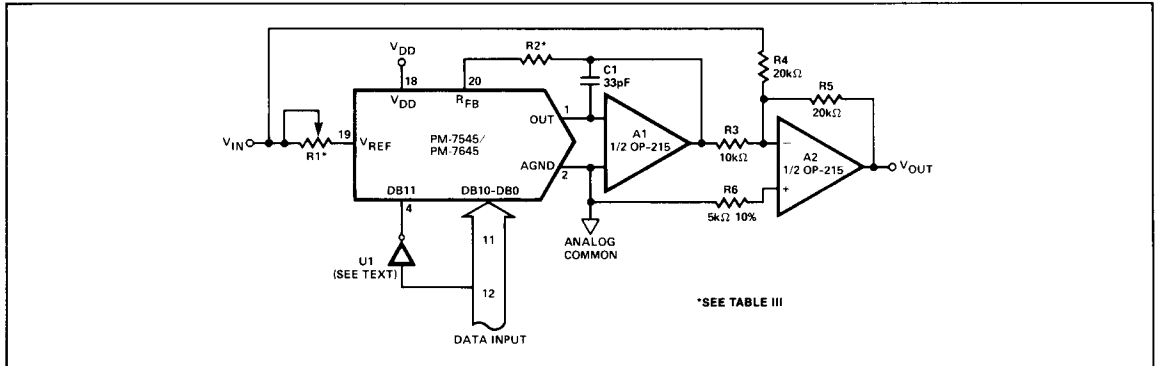 V_DD
18
V_DD
R2*
20
R_FB
C1
33pF
R4
20kΩ
R5
20kΩ
V_IN
R1*
19
V_REF
PM-7545/
PM-7645
OUT
1
AGND
2
A1
1/2 OP-215
R3
10kΩ
−
+
A2
1/2 OP-215
V_OUT
R6
5kΩ 10%
DB11
4
DB10-DB0
ANALOG
COMMON
U1
(SEE TEXT)
11
12
DATA INPUT
*SEE TABLE III